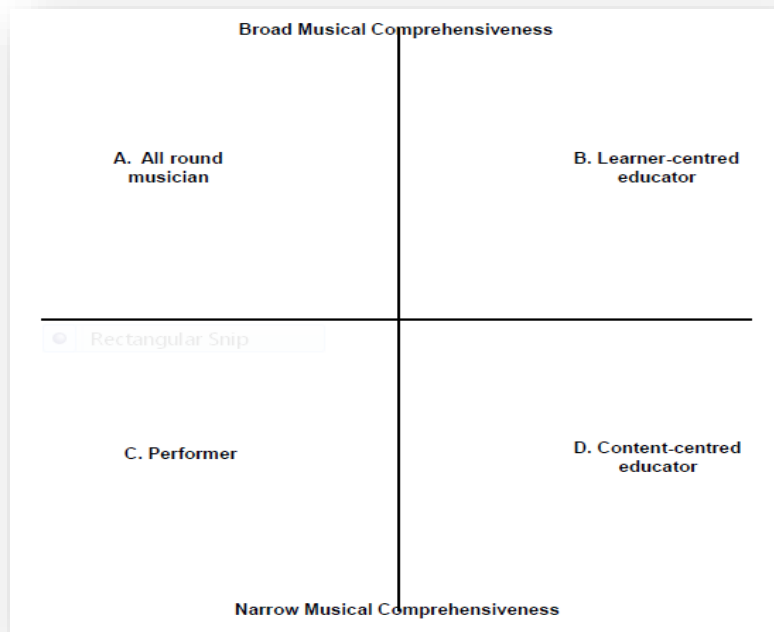 Broad Musical Comprehensiveness
A. All round
musician
B. Learner-centred
educator
Rectangular Snip
C. Performer
D. Content-centred
educator
Narrow Musical Comprehensiveness